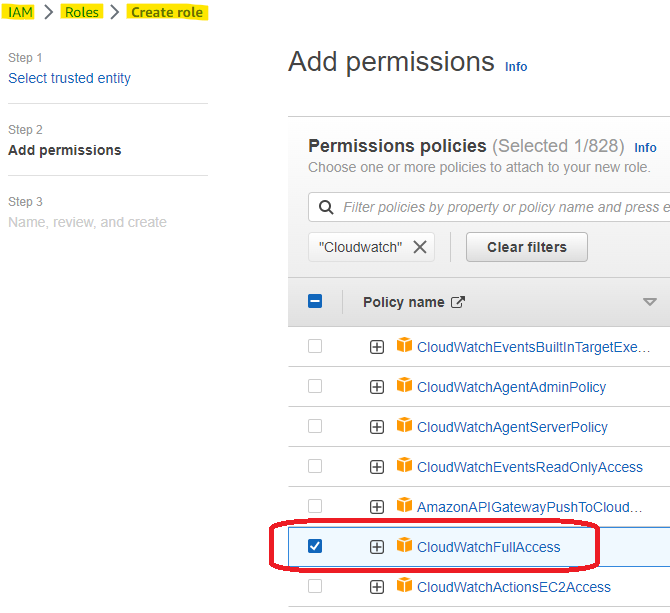 IAM > Roles > Create role
Step 1
Select trusted entity
Step 2
Add permissions
Step 3
Name, review, and create
Add permissions Info
Permissions policies (Selected 1/828) Info
Choose one or more policies to attach to your new role.
Filter policies by property or policy name and press e
"Cloudwatch"
Clear filters
Policy name
CloudWatchEventsBuiltInTargetExe…
CloudWatchAgentAdminPolicy
CloudWatchAgentServerPolicy
CloudWatchEventsReadOnlyAccess
AmazonAPIGatewayPushToCloud…
CloudWatchFullAccess
CloudWatchActionsEC2Access